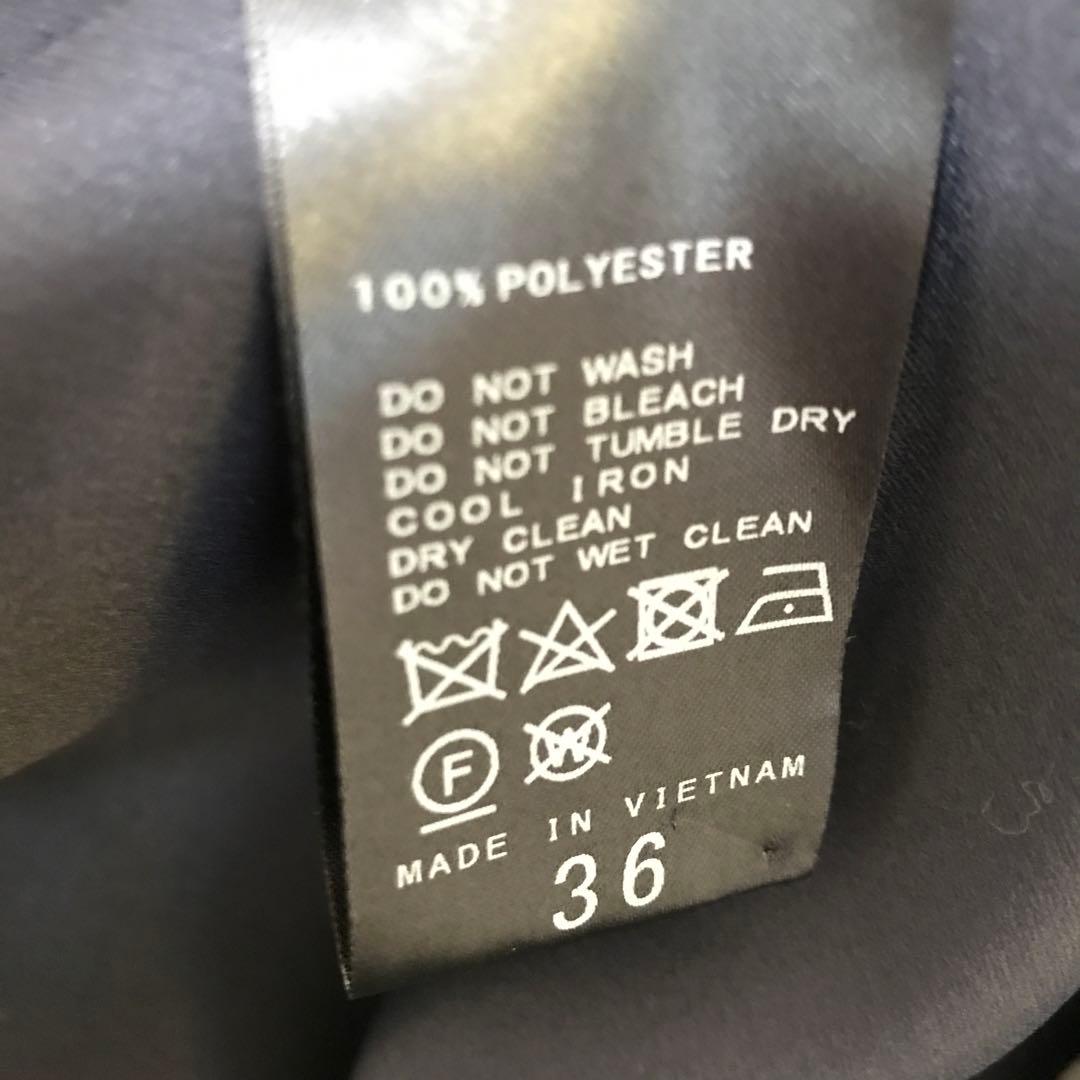 100% POLYESTER
DO NOT WASH
DO NOT BLEACH
DO NOT TUMBLE DRY
COOL IRON
DRY CLEAN
DO NOT WET CLEAN
F W
MADE IN VIETNAM
36